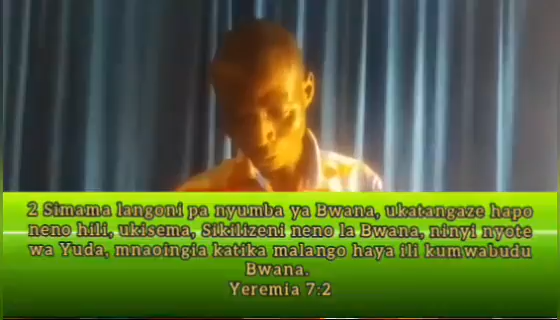 2 Simama langoni pa nyumba ya Bwana, ukatangaze hapo
neno hili, ukisema, Sikilizeni neno la Bwana, ninyi nyote
wa Yuda, mnaoingia katika malango haya ili kumwabudu
Bwana.
Yeremia 7:2